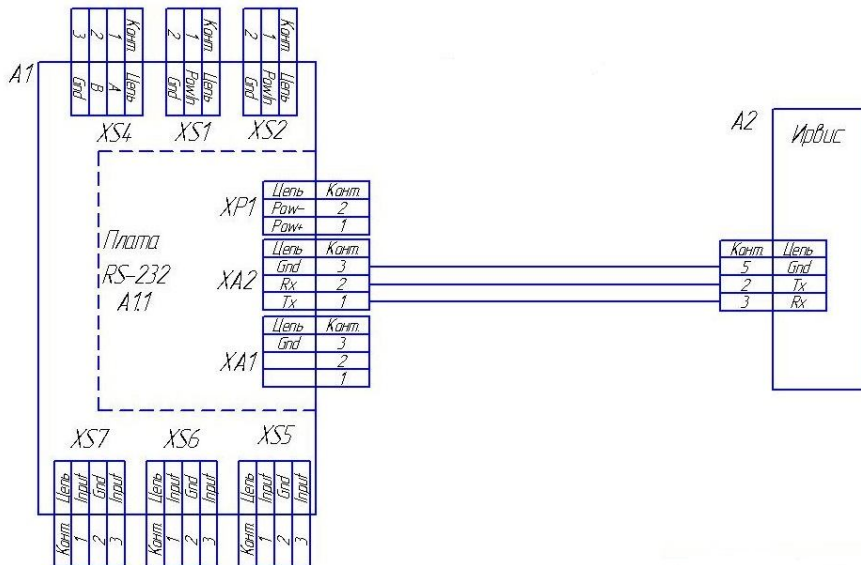 A1
Конт. Цепь
1 A
2 B
3 Gnd
XS4
Конт. Цепь
1 PowIn
2 Gnd
XS1
Конт. Цепь
1 PowIn
2 Gnd
XS2
A2
Ирвис
Плата
RS-232
A1.1
XP1
Цепь Конт.
Pow- 2
Pow+ 1
XA2
Цепь Конт.
Gnd 3
Rx 2
Tx 1
XA1
Цепь Конт.
Gnd 3
2
1
Конт. Цепь
5 Gnd
2 Tx
3 Rx
XS7
Цепь Конт.
Input 1
Gnd 2
Input 3
XS6
Цепь Конт.
Input 1
Gnd 2
Input 3
XS5
Цепь Конт.
Input 1
Gnd 2
Input 3